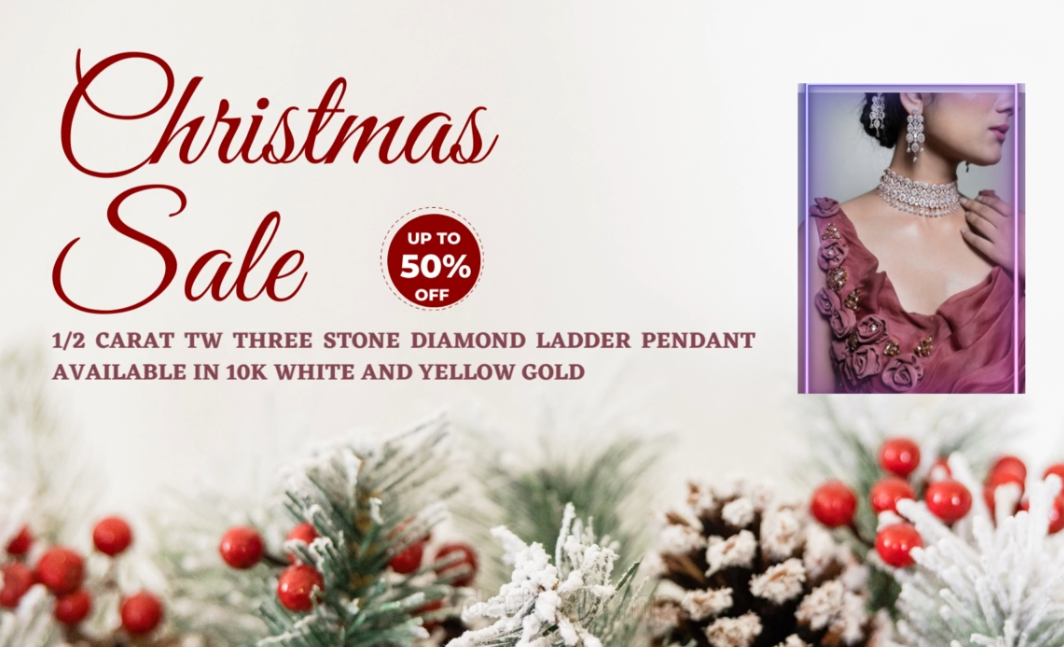 Christmas
Sale
UP TO
50%
OFF
1/2 CARAT TW THREE STONE DIAMOND LADDER PENDANT
AVAILABLE IN 10K WHITE AND YELLOW GOLD